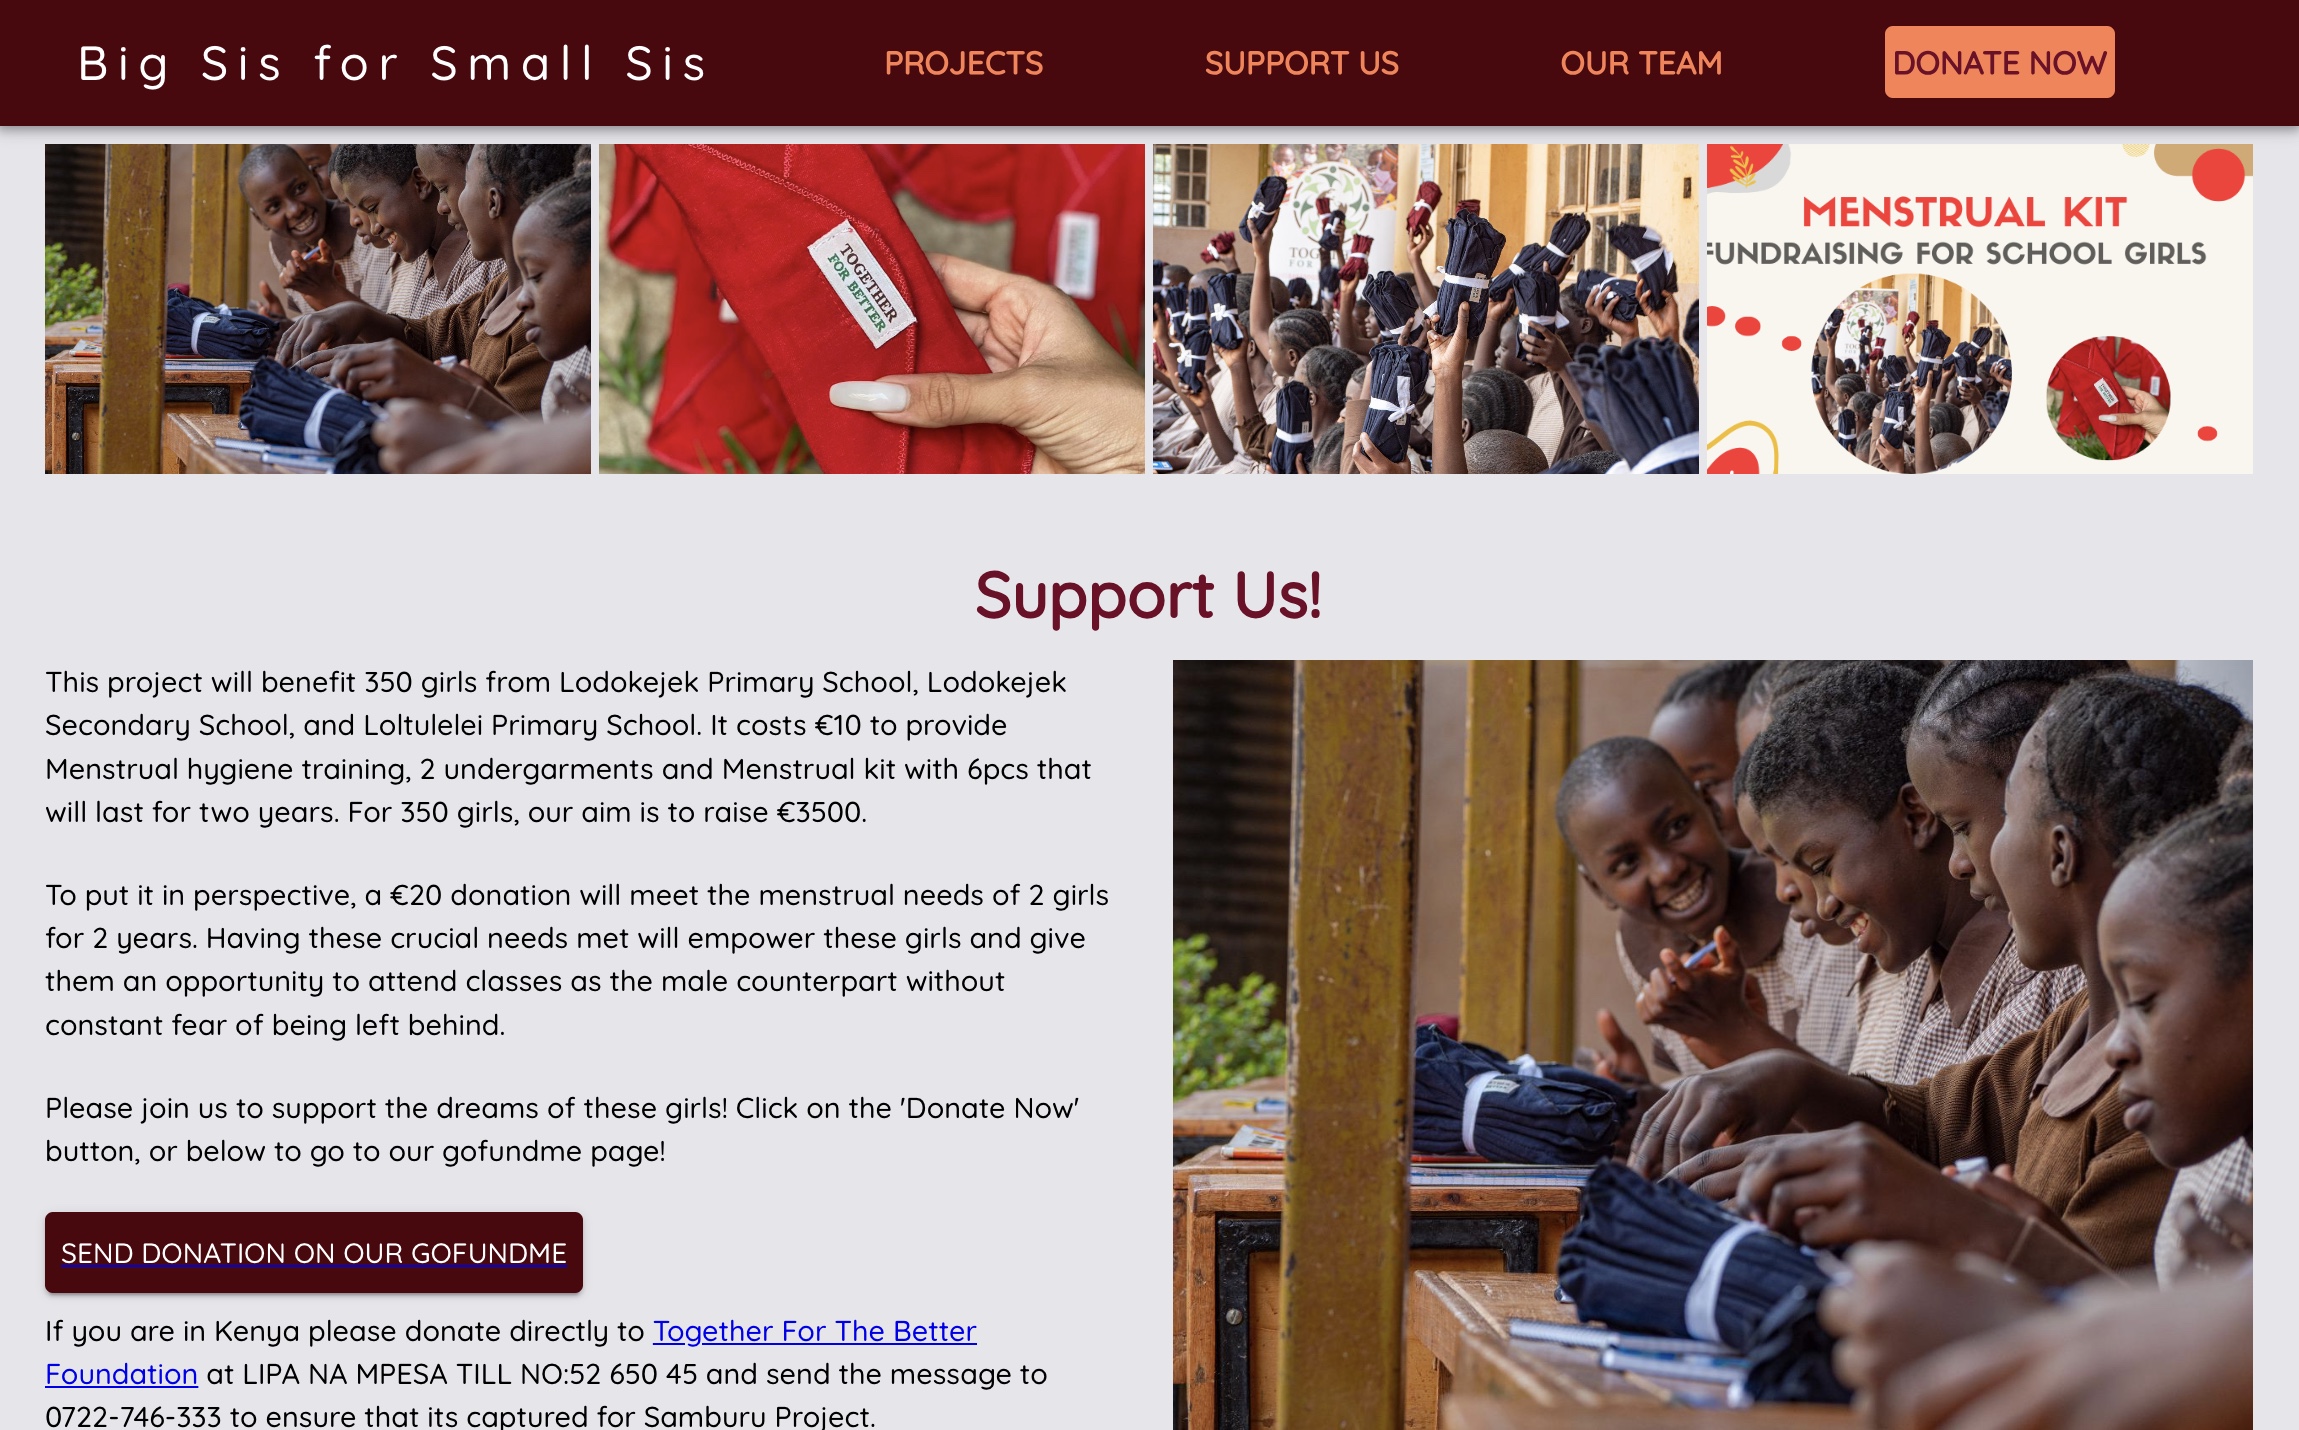 Big Sis for Small Sis
PROJECTS
SUPPORT US
OUR TEAM
DONATE NOW
TOGETHER
FOR BETTER
TOG
FOR
MENSTRUAL KIT
FUNDRAISING FOR SCHOOL GIRLS
Support Us!
This project will benefit 350 girls from Lodokejek Primary School, Lodokejek
Secondary School, and Loltulelei Primary School. It costs €10 to provide
Menstrual hygiene training, 2 undergarments and Menstrual kit with 6pcs that
will last for two years. For 350 girls, our aim is to raise €3500.
To put it in perspective, a €20 donation will meet the menstrual needs of 2 girls
for 2 years. Having these crucial needs met will empower these girls and give
them an opportunity to attend classes as the male counterpart without
constant fear of being left behind.
Please join us to support the dreams of these girls! Click on the 'Donate Now'
button, or below to go to our gofundme page!
SEND DONATION ON OUR GOFUNDME
If you are in Kenya please donate directly to Together For The Better
Foundation at LIPA NA MPESA TILL NO:52 650 45 and send the message to
0722-746-333 to ensure that its captured for Samburu Project.